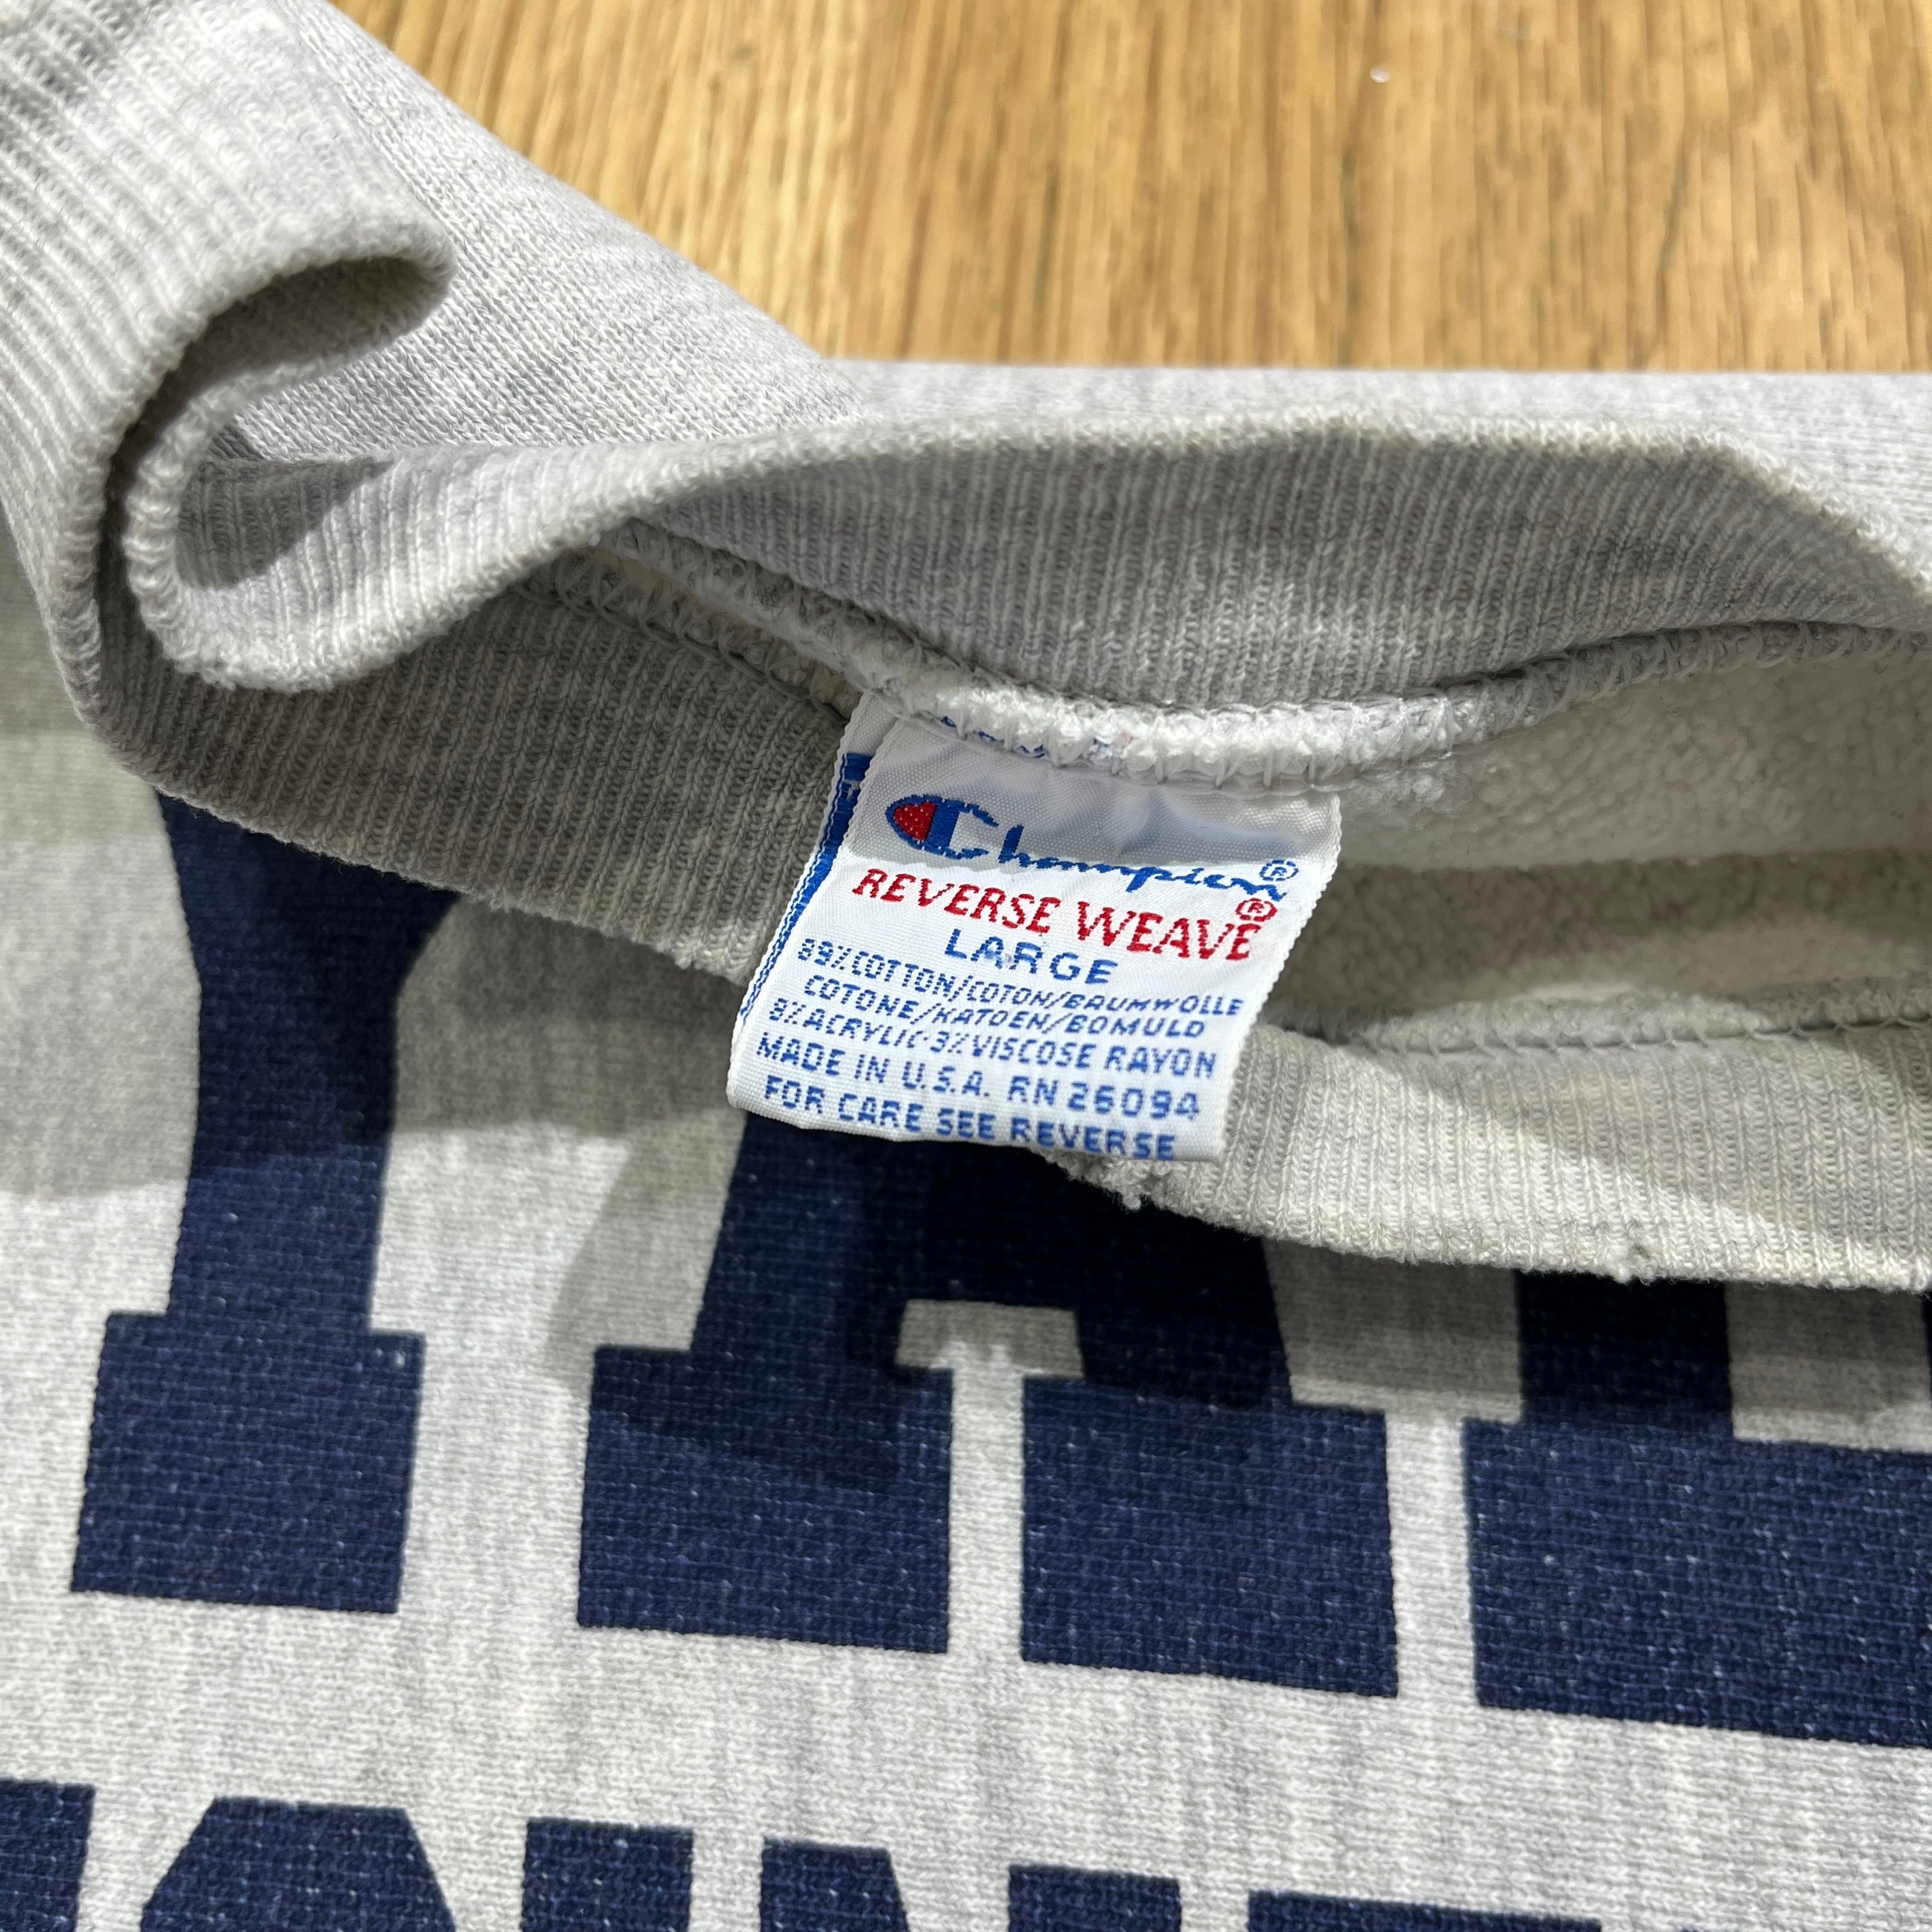 Champion®
REVERSE WEAVE®
LARGE
89%COTTON/COTON/BAUMWOLLE
COTONE/KATOEN/BOMULD
8%ACRYLIC·3%VISCOSE RAYON
MADE IN U.S.A. RN 26094
FOR CARE SEE REVERSE
YA